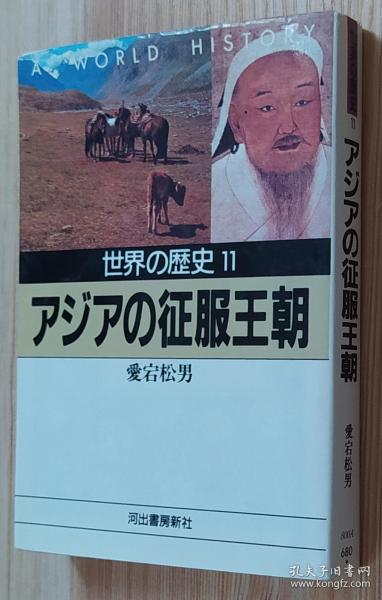 A WORLD HISTORY
世界の歴史 11
アジアの征服王朝
愛宕松男
河出書房新社
11
アジアの征服王朝
愛宕松男
800A
680
孔夫子旧书网